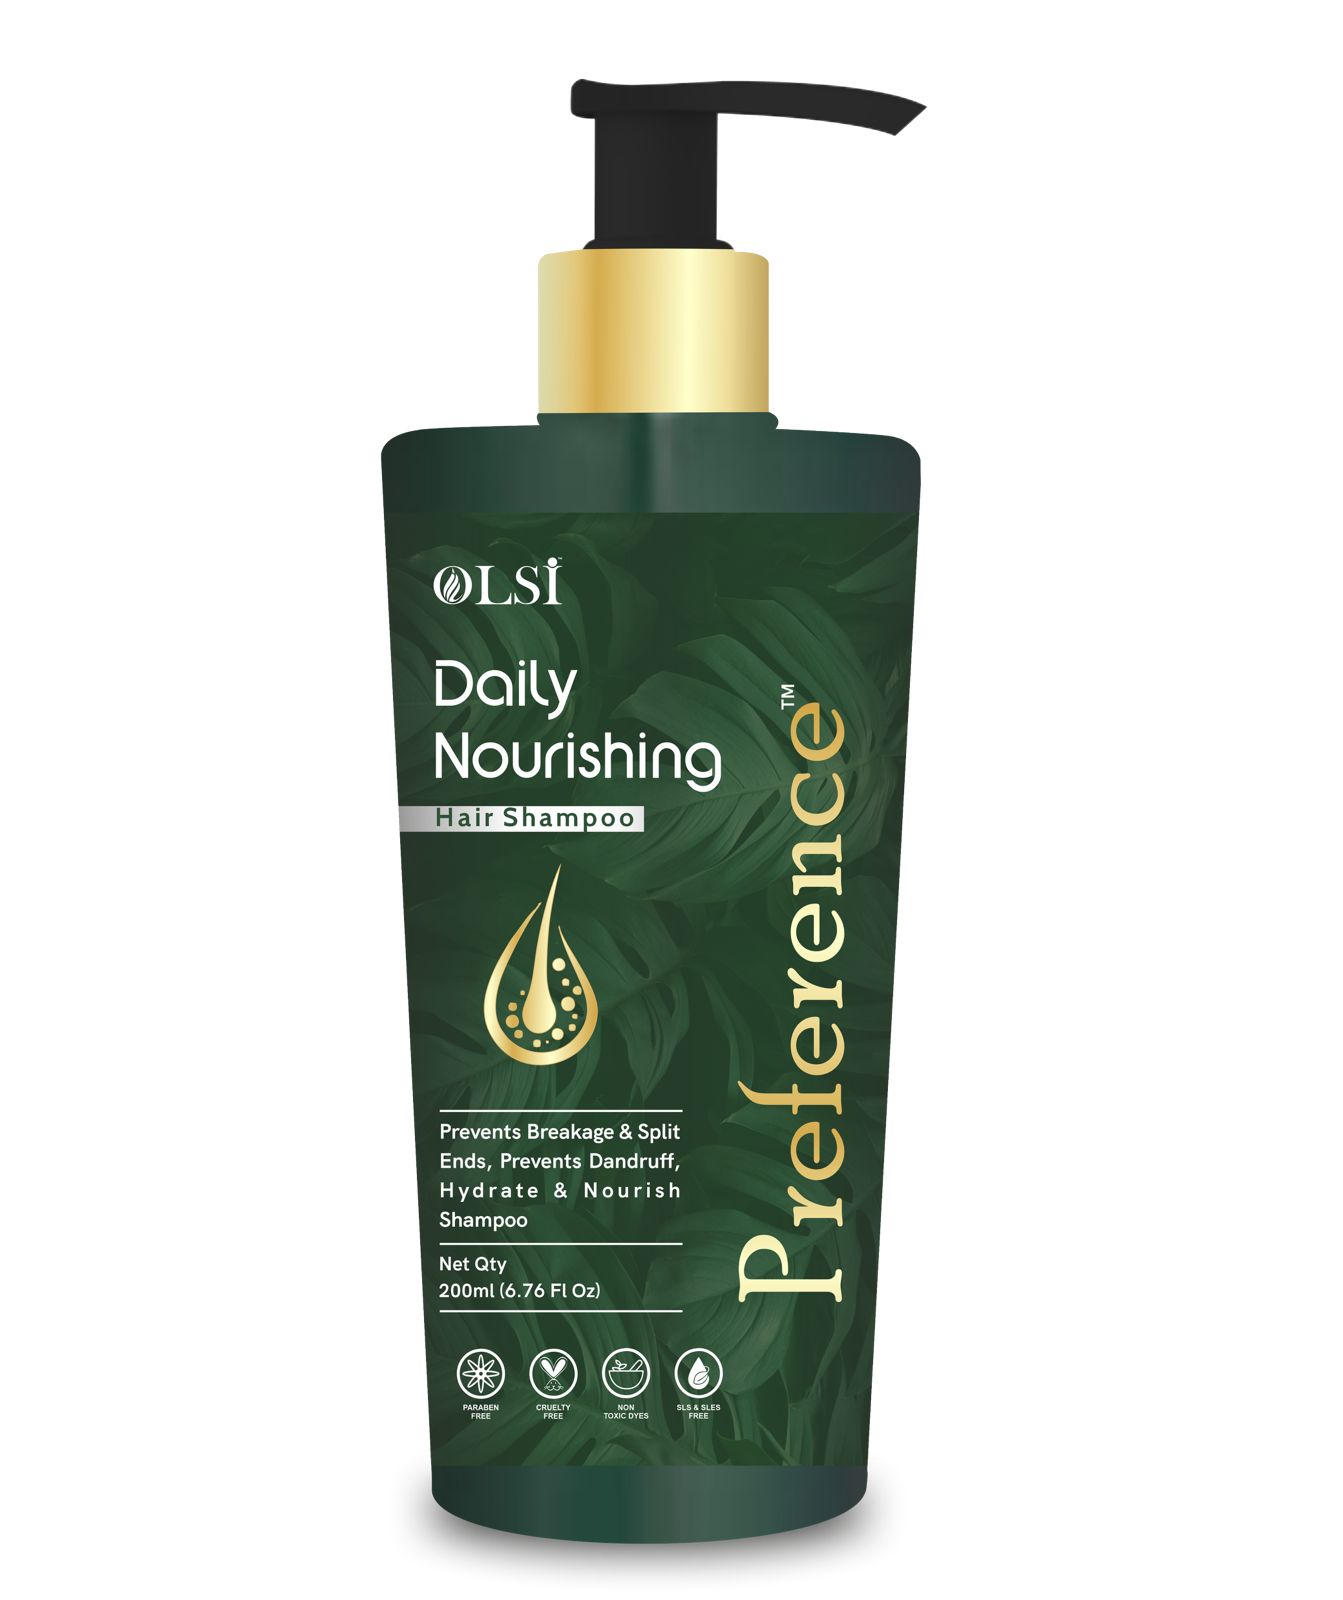 OLSi™
Daily
Nourishing
Hair Shampoo
Preference™
Prevents Breakage & Split
Ends, Prevents Dandruff,
Hydrate & Nourish
Shampoo
Net Qty
200ml (6.76 Fl Oz)
PARABEN
FREE
CRUELTY
FREE
NON
TOXIC DYES
SLS & SLES
FREE